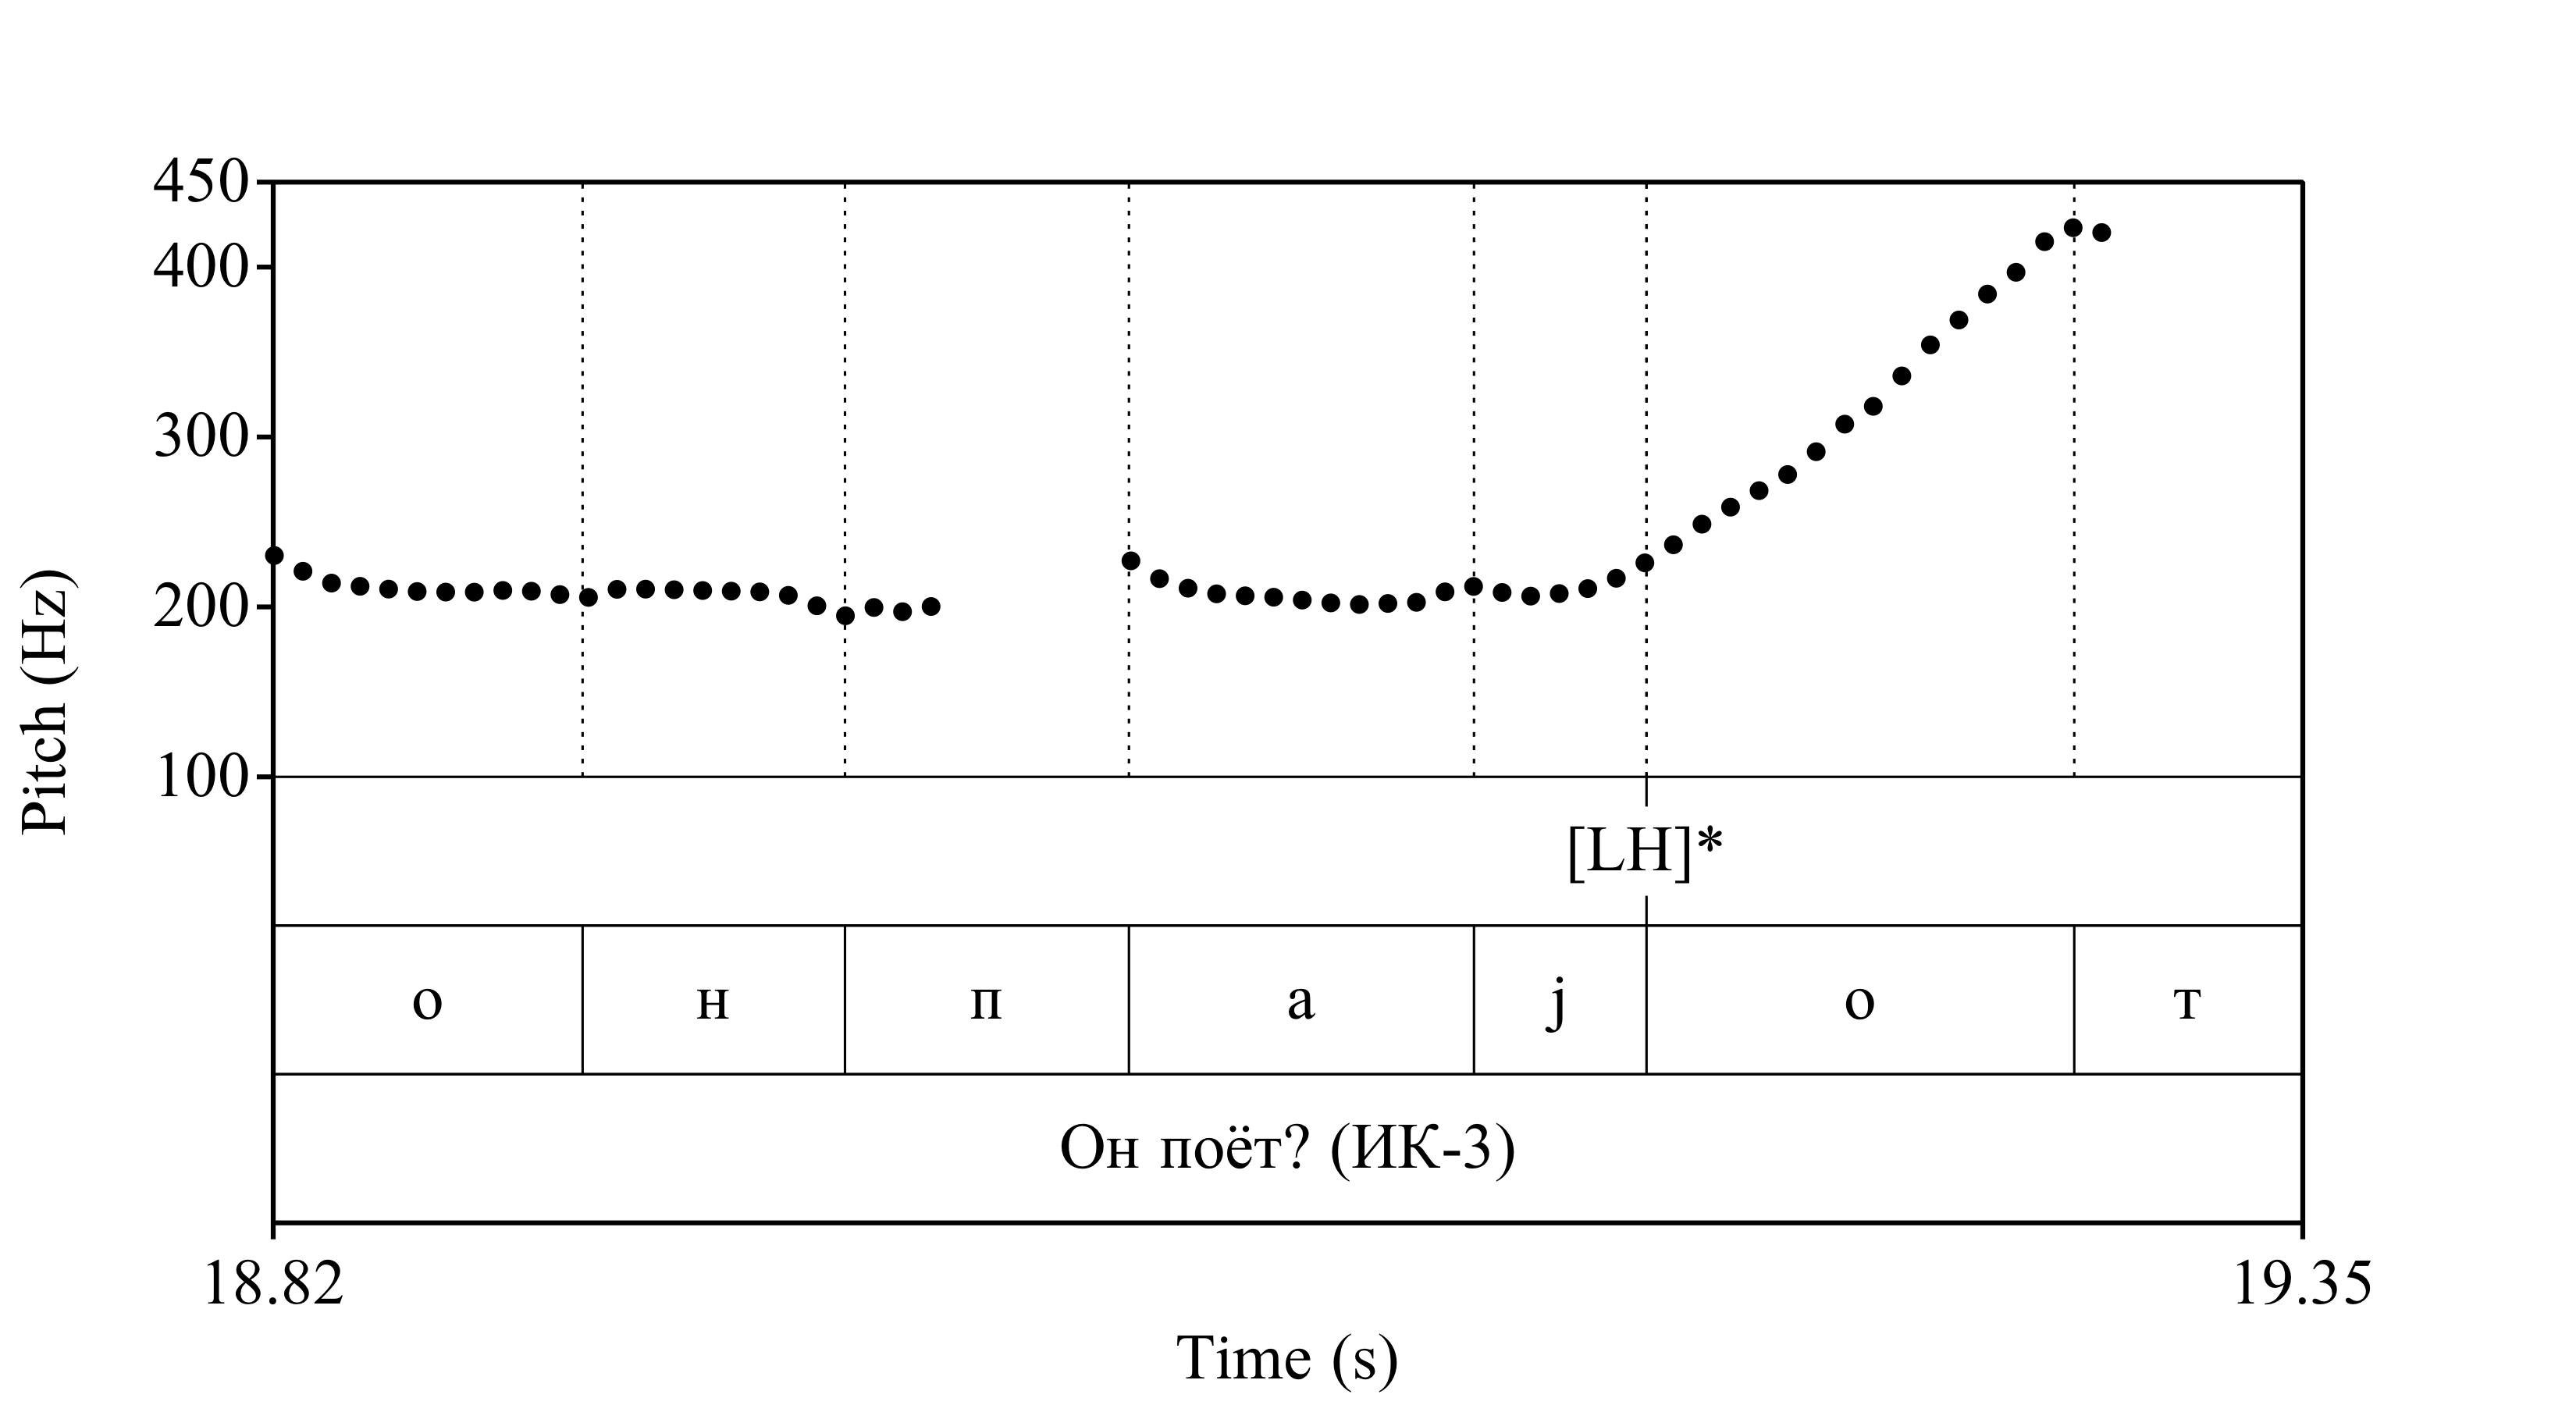 450
400
300
200
100
Pitch (Hz)
[LH]*
о н п а j о т
Он поёт? (ИК-3)
18.82 19.35
Time (s)